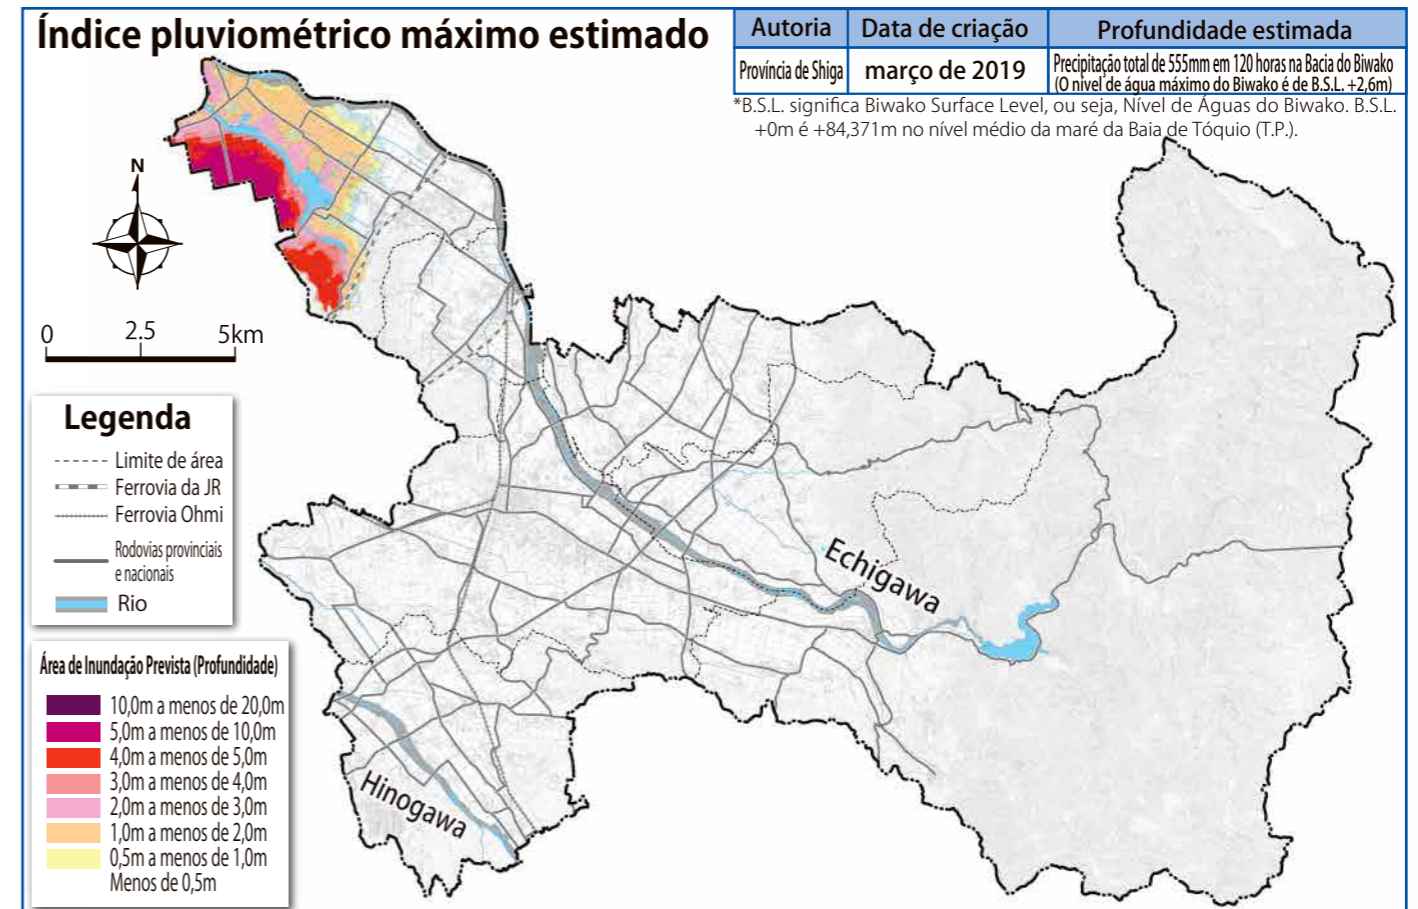 Índice pluviométrico máximo estimado
Autoria
Data de criação
Profundidade estimada
Província de Shiga
março de 2019
Precipitação total de 555mm em 120 horas na Bacia do Biwako
(O nível de água máximo do Biwako é de B.S.L. +2,6m)
*B.S.L. significa Biwako Surface Level, ou seja, Nível de Águas do Biwako. B.S.L.
+0m é +84,371m no nível médio da maré da Baia de Tóquio (T.P.).
N
0 2.5 5km
Legenda
Limite de área
Ferrovia da JR
Ferrovia Ohmi
Rodovias provinciais
e nacionais
Rio
Echigawa
Hinogawa
Área de Inundação Prevista (Profundidade)
10,0m a menos de 20,0m
5,0m a menos de 10,0m
4,0m a menos de 5,0m
3,0m a menos de 4,0m
2,0m a menos de 3,0m
1,0m a menos de 2,0m
0,5m a menos de 1,0m
Menos de 0,5m